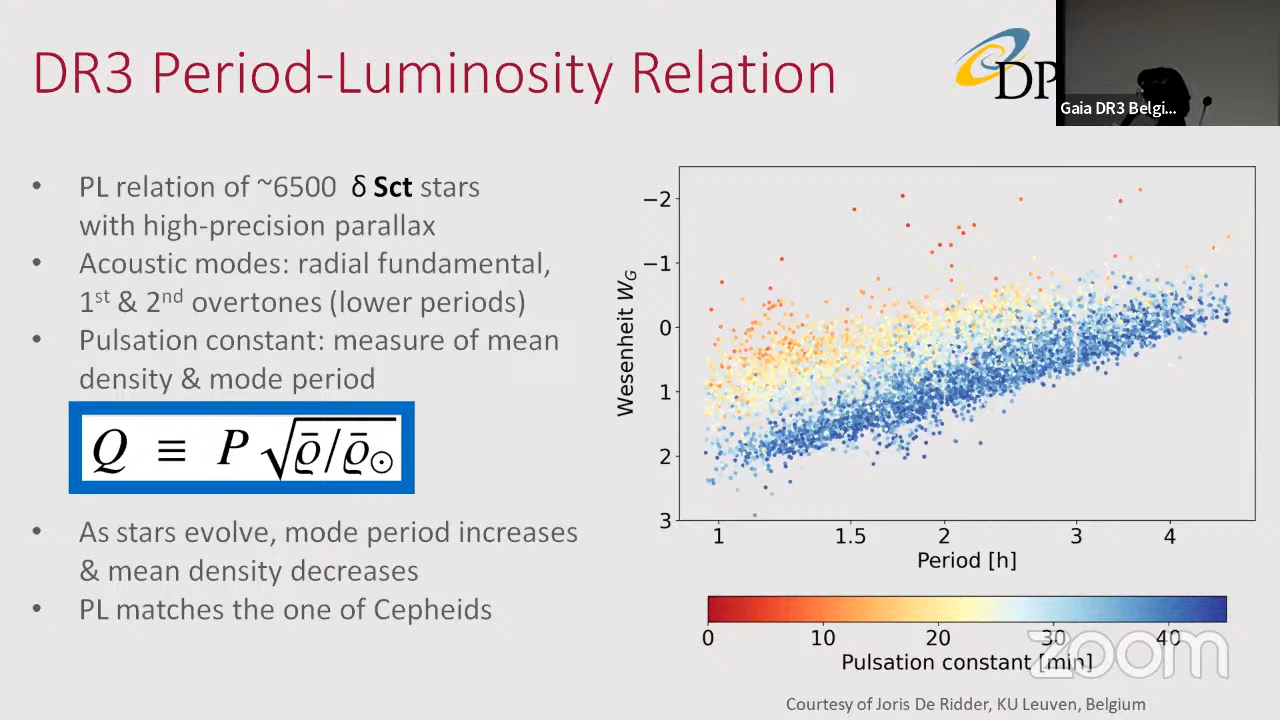 DR3 Period-Luminosity Relation
DP
Gaia DR3 Belgi...
• PL relation of ~6500 δ Sct stars
with high-precision parallax
• Acoustic modes: radial fundamental,
1st & 2nd overtones (lower periods)
• Pulsation constant: measure of mean
density & mode period
Q ≡ P √ρ̄/ρ̄⊙
• As stars evolve, mode period increases
& mean density decreases
• PL matches the one of Cepheids
Wesenheit W_G
−2
−1
0
1
2
3
1 1.5 2 3 4
Period [h]
0 10 20 30 40
Pulsation constant [min]
zoom
Courtesy of Joris De Ridder, KU Leuven, Belgium